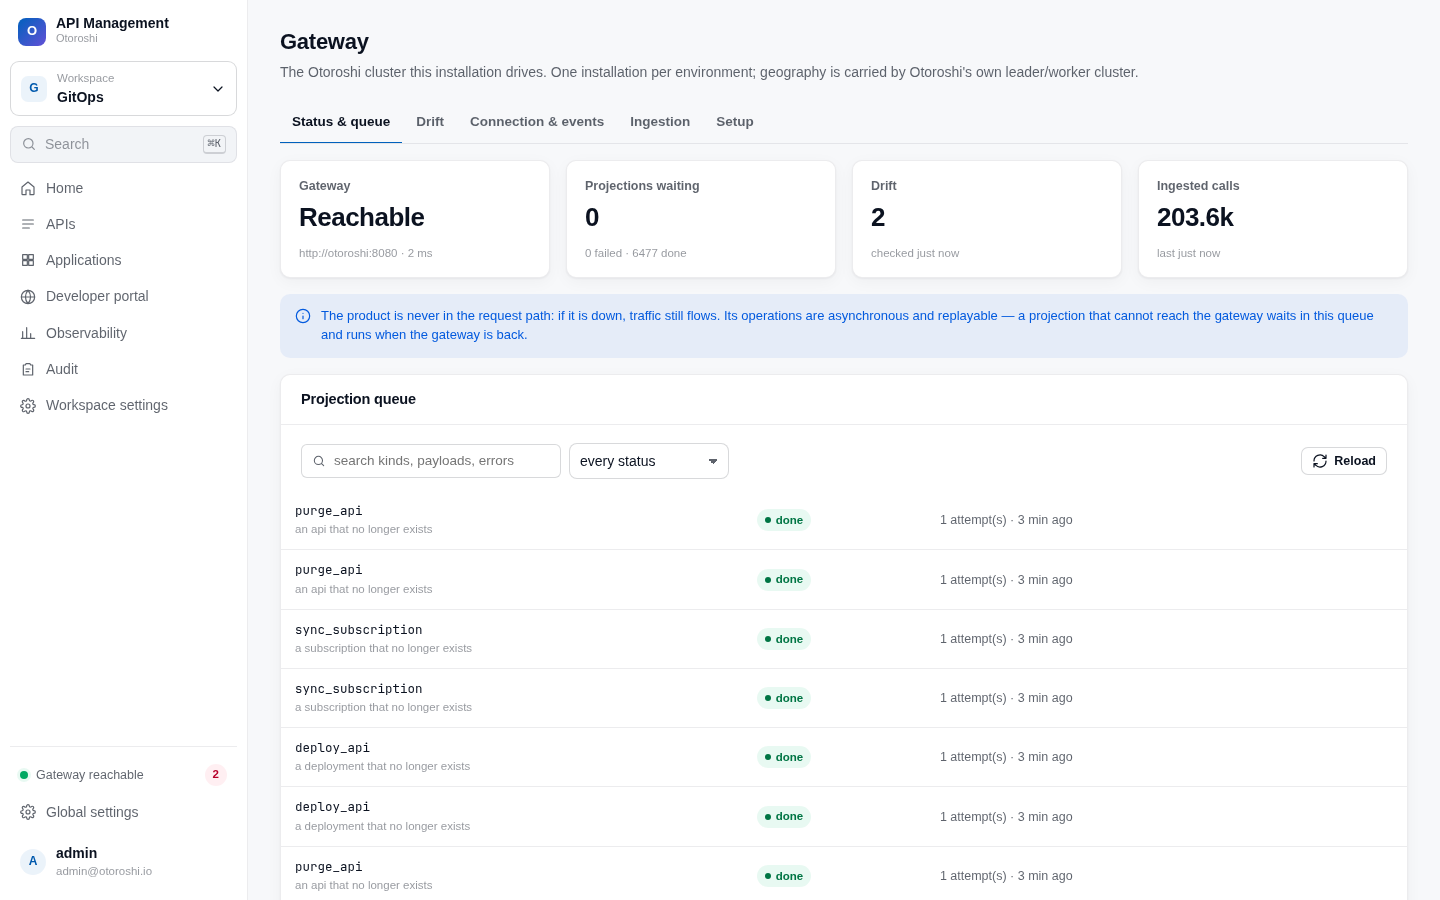 O
API Management
Otoroshi
G
Workspace
GitOps
Search
⌘K
Home
APIs
Applications
Developer portal
Observability
Audit
Workspace settings
Gateway reachable
2
Global settings
A
admin
admin@otoroshi.io
Gateway
The Otoroshi cluster this installation drives. One installation per environment; geography is carried by Otoroshi's own leader/worker cluster.
Status & queue
Drift
Connection & events
Ingestion
Setup
Gateway
Reachable
http://otoroshi:8080 · 2 ms
Projections waiting
0
0 failed · 6477 done
Drift
2
checked just now
Ingested calls
203.6k
last just now
The product is never in the request path: if it is down, traffic still flows. Its operations are asynchronous and replayable — a projection that cannot reach the gateway waits in this queue
and runs when the gateway is back.
Projection queue
search kinds, payloads, errors
every status
Reload
purge_api
an api that no longer exists
done
1 attempt(s) · 3 min ago
purge_api
an api that no longer exists
done
1 attempt(s) · 3 min ago
sync_subscription
a subscription that no longer exists
done
1 attempt(s) · 3 min ago
sync_subscription
a subscription that no longer exists
done
1 attempt(s) · 3 min ago
deploy_api
a deployment that no longer exists
done
1 attempt(s) · 3 min ago
deploy_api
a deployment that no longer exists
done
1 attempt(s) · 3 min ago
purge_api
an api that no longer exists
done
1 attempt(s) · 3 min ago